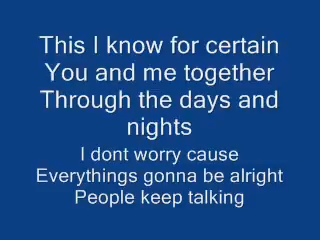 This I know for certain
You and me together
Through the days and
nights
I dont worry cause
Everythings gonna be alright
People keep talking